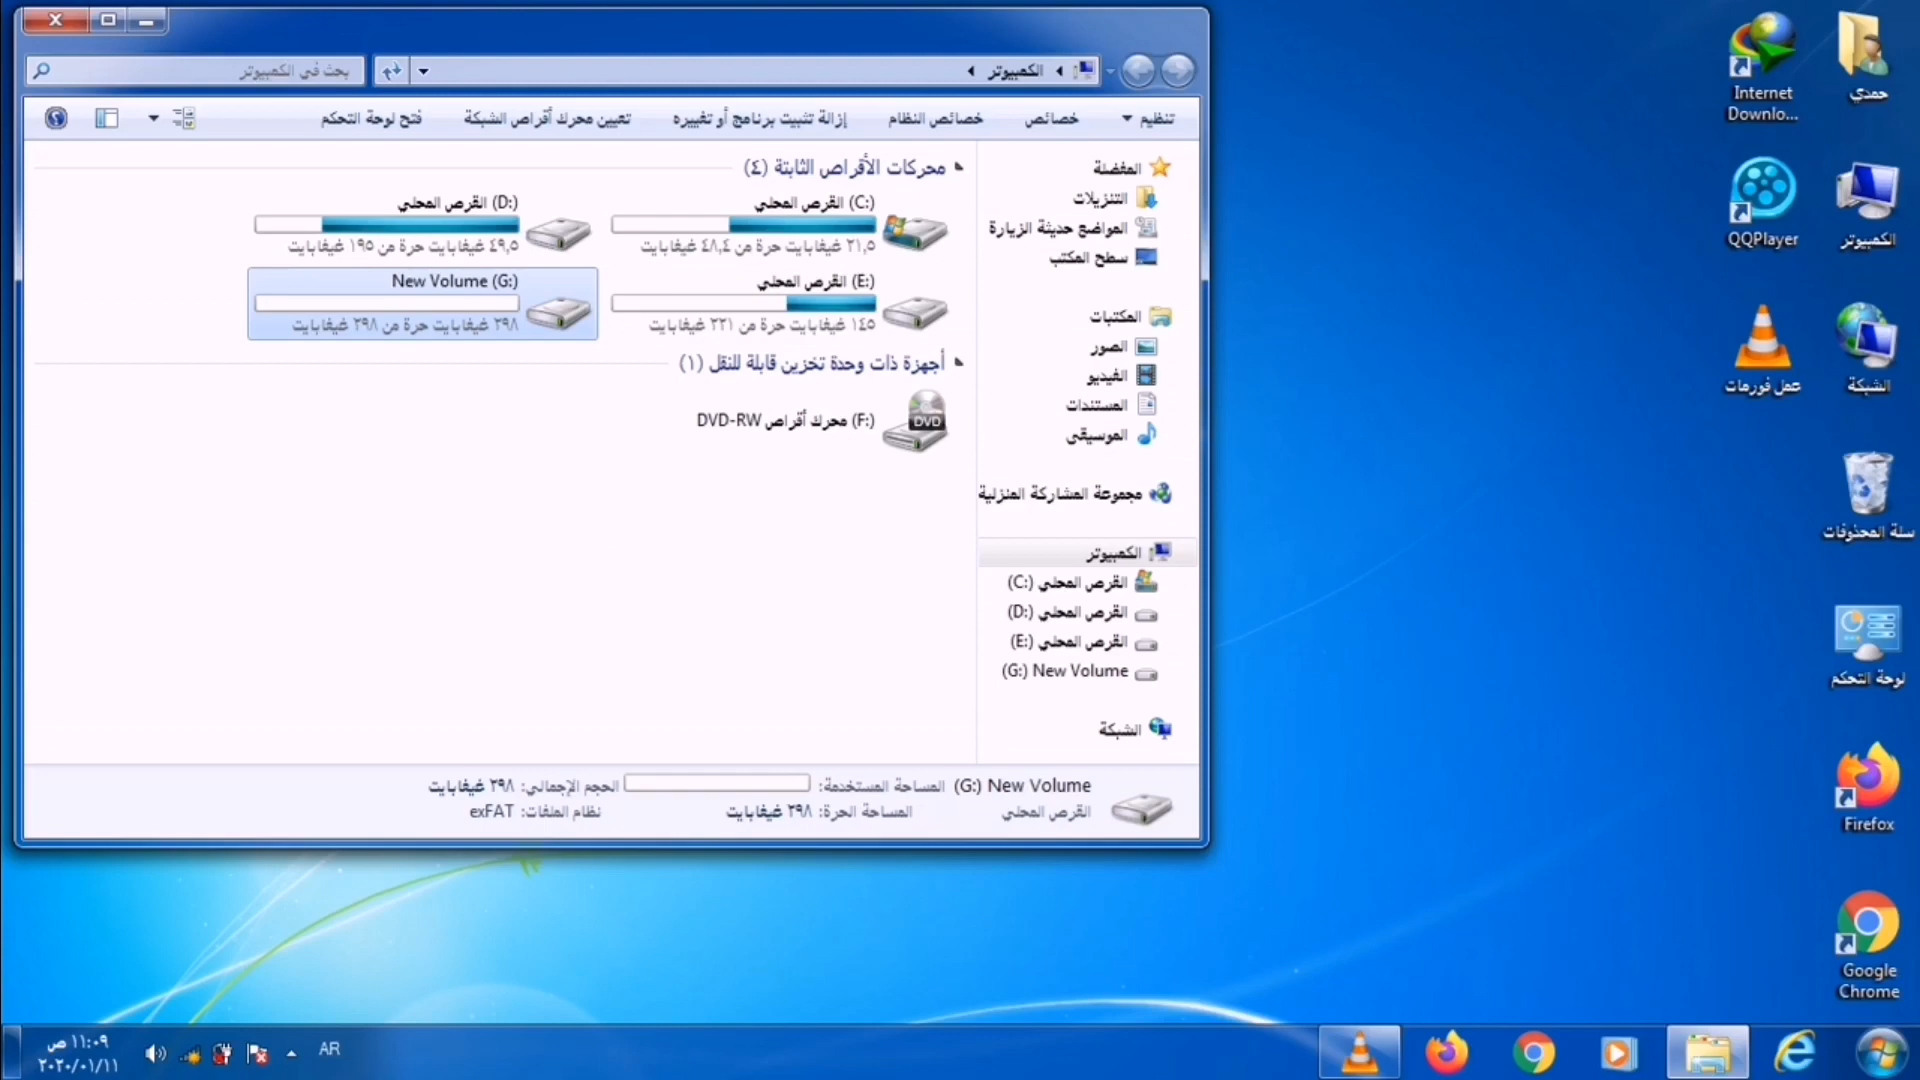 بحث في الكمبيوتر
الكمبيوتر
تنظيم
خصائص
خصائص النظام
إزالة تثبيت برنامج أو تغييره
تعيين محرك أقراص الشبكة
فتح لوحة التحكم
المفضلة
التنزيلات
المواضع حديثة الزيارة
سطح المكتب
المكتبات
الصور
الفيديو
المستندات
الموسيقى
مجموعة المشاركة المنزلية
الكمبيوتر
القرص المحلي (C:)
القرص المحلي (D:)
القرص المحلي (E:)
New Volume (G:)
الشبكة
محركات الأقراص الثابتة (٤)
القرص المحلي (C:)
٢١,٥ غيغابايت حرة من ٤٨,٤ غيغابايت
القرص المحلي (D:)
٤٩,٥ غيغابايت حرة من ١٩٥ غيغابايت
القرص المحلي (E:)
١٤٥ غيغابايت حرة من ٢٢١ غيغابايت
New Volume (G:)
٣٩٨ غيغابايت حرة من ٣٩٨ غيغابايت
أجهزة ذات وحدة تخزين قابلة للنقل (١)
محرك أقراص DVD-RW (F:)
DVD
New Volume (G:)
المساحة المستخدمة:
الحجم الإجمالي: ٣٩٨ غيغابايت
القرص المحلي
المساحة الحرة: ٣٩٨ غيغابايت
نظام الملفات: exFAT
حمدي
الكمبيوتر
الشبكة
سلة المحذوفات
لوحة التحكم
Firefox
Google
Chrome
Internet
Downlo...
QQPlayer
عمل فورمات
AR
١١:٠٩ ص
٢٠٢٠/٠١/١١